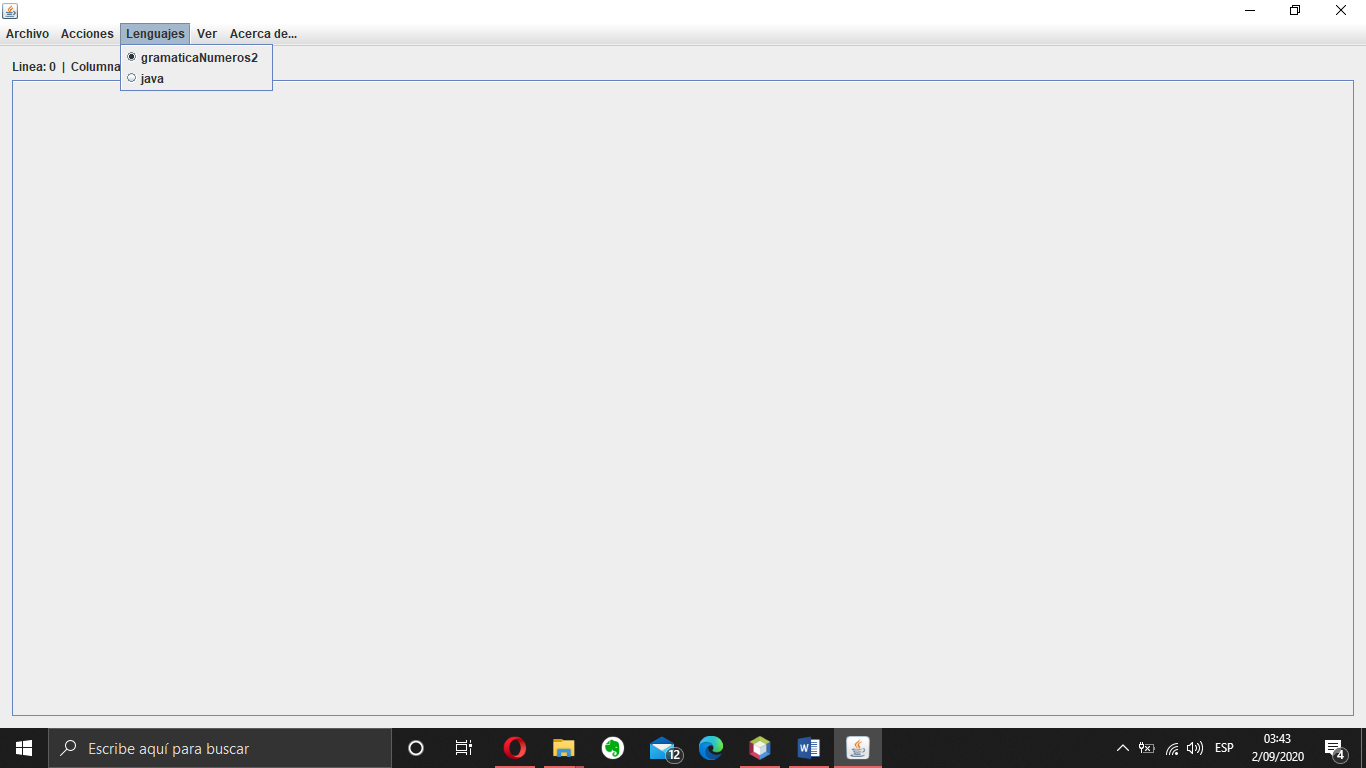 Archivo Acciones Lenguajes Ver Acerca de...
Linea: 0 | Columna
gramaticaNumeros2
java
Escribe aquí para buscar
12
ESP
03:43
2/09/2020
4